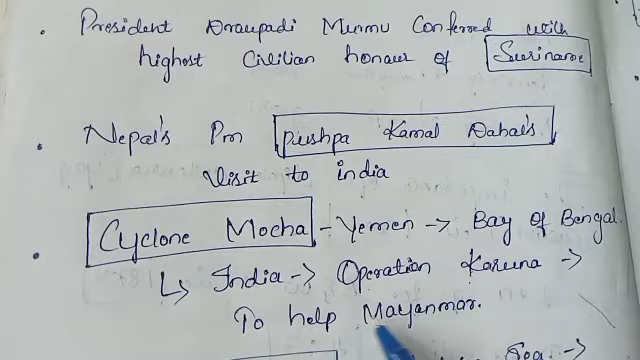 • President Draupadi Murmu Conferred with
highest Civilian honour of Suriname
• Nepal's Pm Pushpa Kamal Dahal's
Visit to india
• Cyclone Mocha - Yemen → Bay of Bengal.
↳ India → Operation Karuna →
To help Mayanmar.